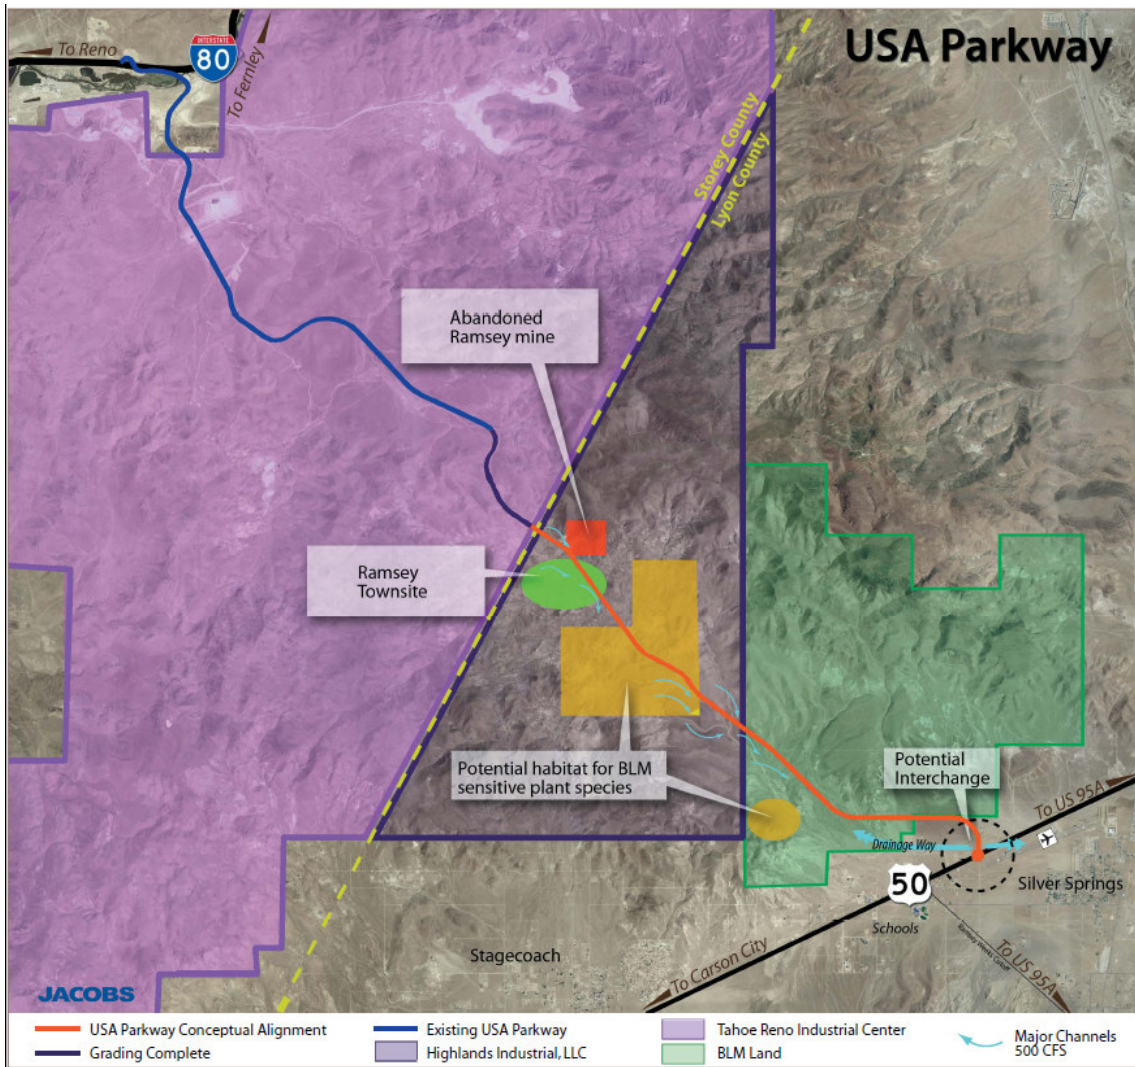 USA Parkway
To Reno
INTERSTATE
80
To Fernley
Storey County
Lyon County
Abandoned
Ramsey mine
Ramsey
Townsite
Potential habitat for BLM
sensitive plant species
Potential
Interchange
To US 95A
Drainage Way
50
Silver Springs
Schools
Stagecoach
To Carson City
To US 95A
Ramsey Weeks Cutoff
JACOBS
USA Parkway Conceptual Alignment
Existing USA Parkway
Tahoe Reno Industrial Center
Major Channels
500 CFS
Grading Complete
Highlands Industrial, LLC
BLM Land